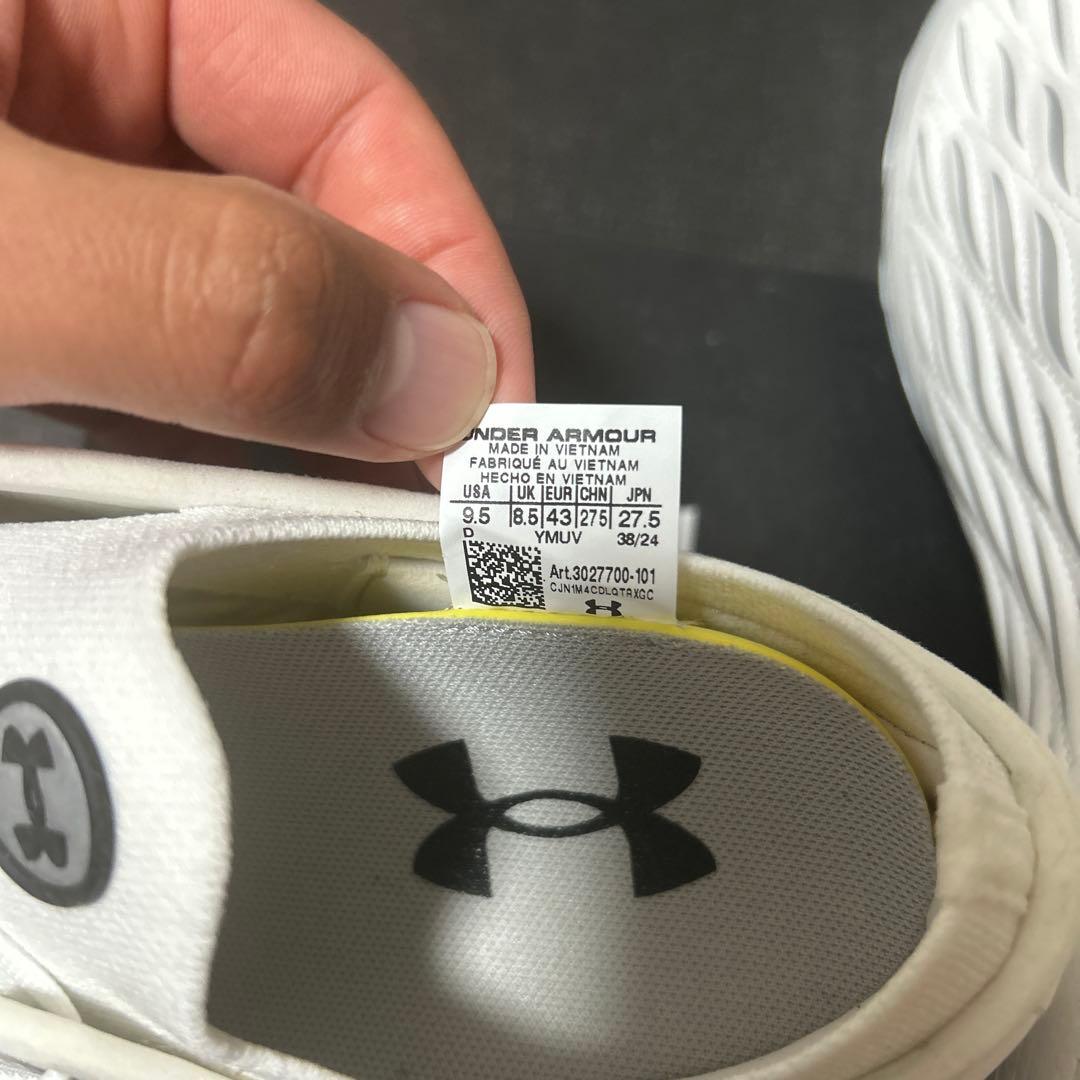 UNDER ARMOUR
MADE IN VIETNAM
FABRIQUÉ AU VIETNAM
HECHO EN VIETNAM
USA UK EUR CHN JPN
9.5 8.5 43 275 27.5
D YMUV 38/24
Art.3027700-101
CJN1M4CDLQTRXGC